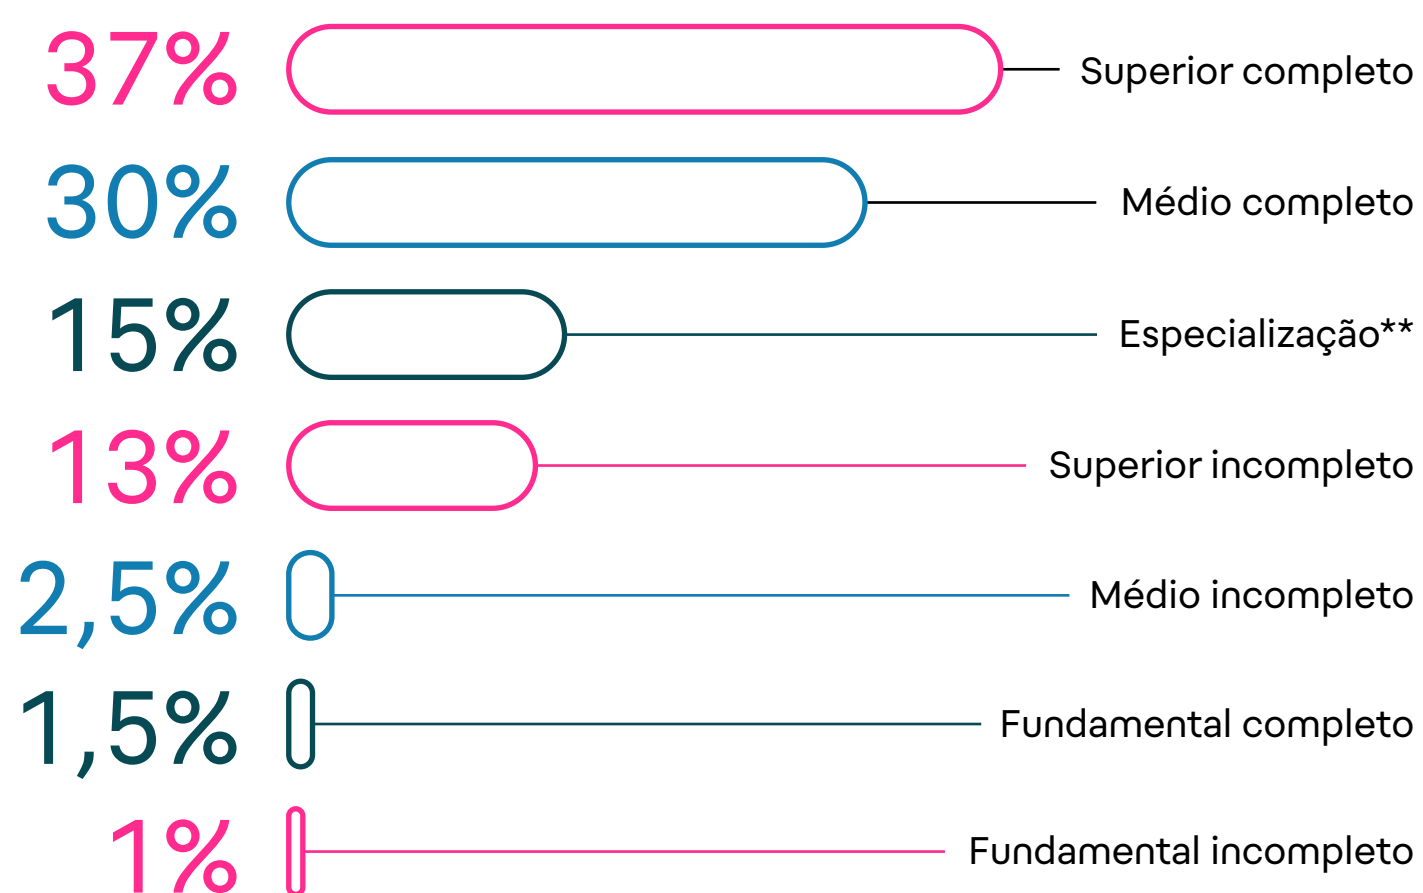 37% Superior completo
30% Médio completo
15% Especialização**
13% Superior incompleto
2,5% Médio incompleto
1,5% Fundamental completo
1% Fundamental incompleto